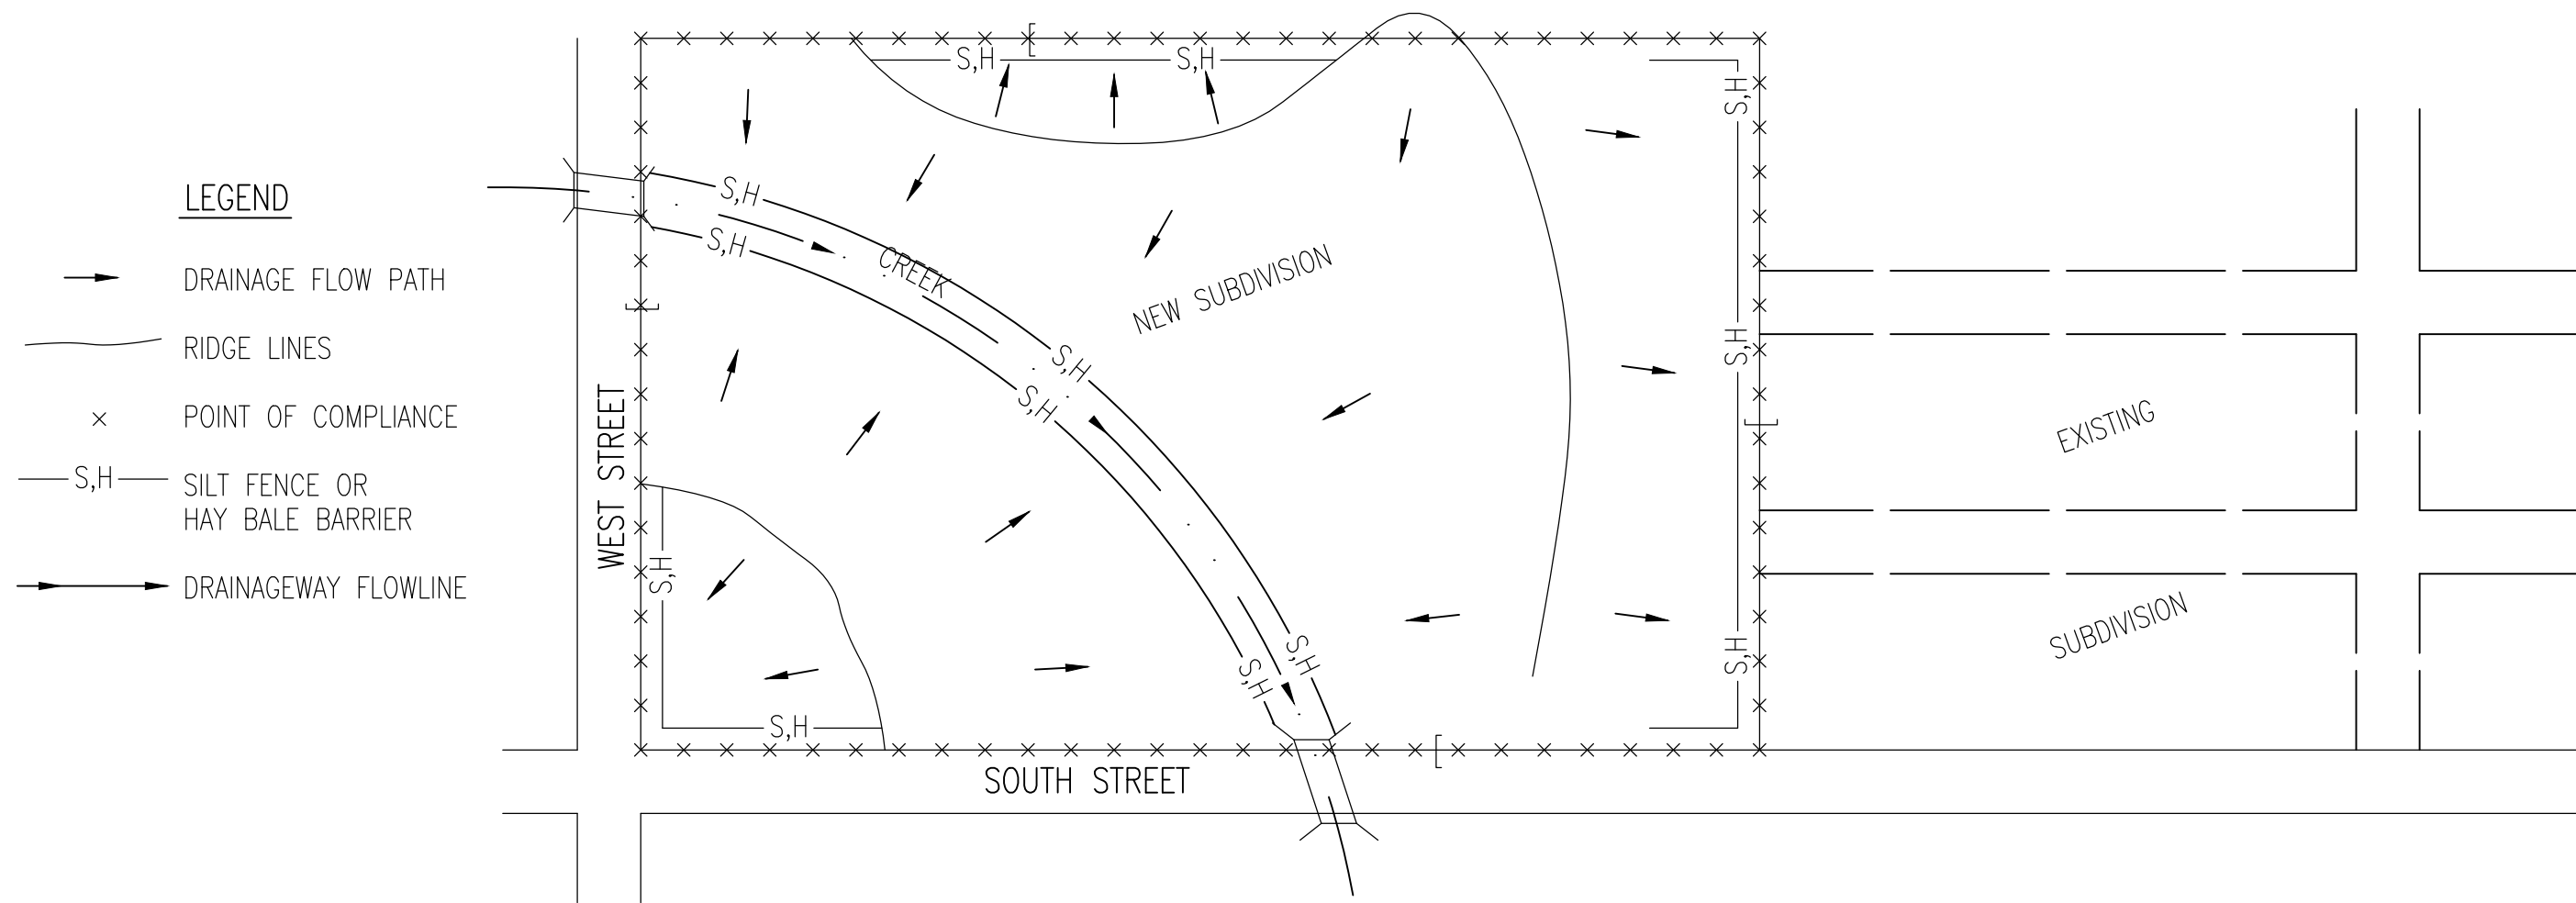 LEGEND
DRAINAGE FLOW PATH
RIDGE LINES
POINT OF COMPLIANCE
S,H
SILT FENCE OR
HAY BALE BARRIER
DRAINAGEWAY FLOWLINE
S,H
S,H
S,H
S,H
S,H
CREEK
NEW SUBDIVISION
S,H
S,H
S,H
WEST STREET
EXISTING
S,H
S,H
S,H
S,H
SUBDIVISION
S,H
S,H
SOUTH STREET